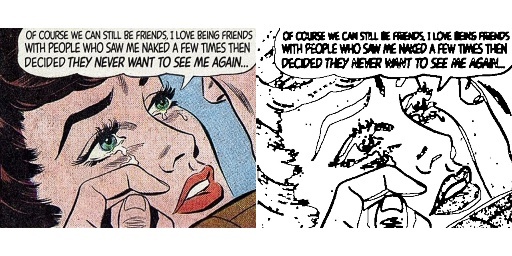 OF COURSE WE CAN STILL BE FRIENDS, I LOVE BEING FRIENDS
WITH PEOPLE WHO SAW ME NAKED A FEW TIMES THEN
DECIDED THEY NEVER WANT TO SEE ME AGAIN...
OF COURSE WE CAN STILL BE FRIENDS, I LOVE BEING FRIENDS
WITH PEOPLE WHO SAW ME NAKED A FEW TIMES THEN
DECIDED THEY NEVER WANT TO SEE ME AGAIN...